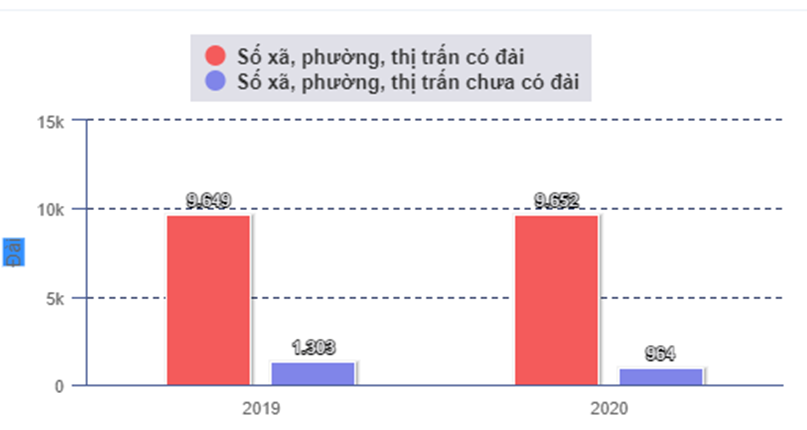 Số xã, phường, thị trấn có đài
Số xã, phường, thị trấn chưa có đài
15k
10k
5k
0
Đài
9.649
1.303
9.652
964
2019
2020